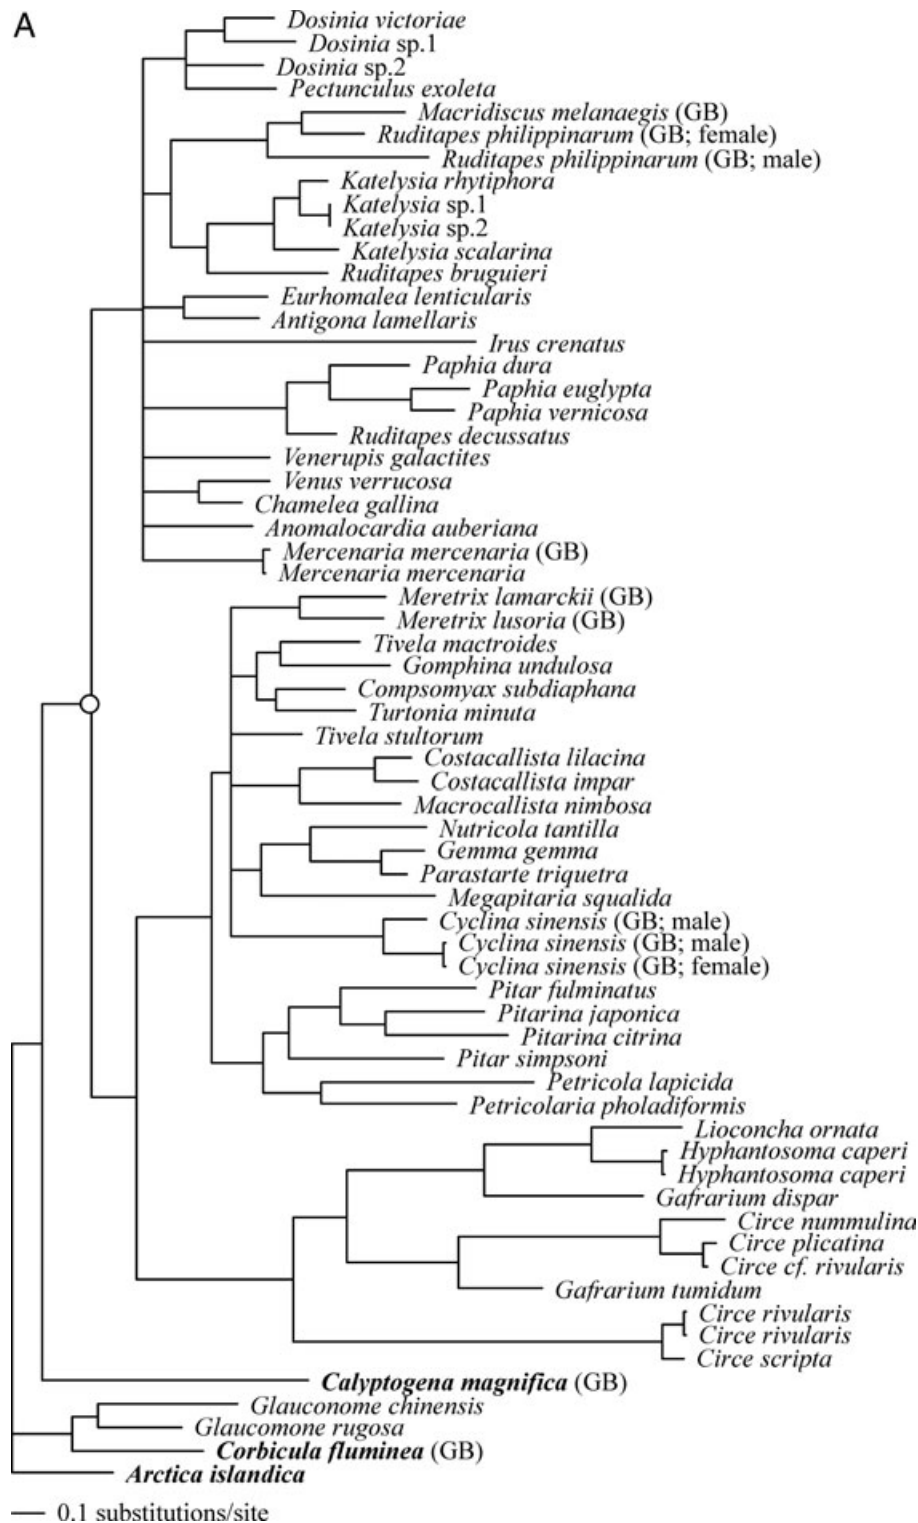 A
Dosinia victoriae
Dosinia sp.1
Dosinia sp.2
Pectunculus exoleta
Macridiscus melanaegis (GB)
Ruditapes philippinarum (GB; female)
Ruditapes philippinarum (GB; male)
Katelysia rhytiphora
Katelysia sp.1
Katelysia sp.2
Katelysia scalarina
Ruditapes bruguieri
Eurhomalea lenticularis
Antigona lamellaris
Irus crenatus
Paphia dura
Paphia euglypta
Paphia vernicosa
Ruditapes decussatus
Venerupis galactites
Venus verrucosa
Chamelea gallina
Anomalocardia auberiana
Mercenaria mercenaria (GB)
Mercenaria mercenaria
Meretrix lamarckii (GB)
Meretrix lusoria (GB)
Tivela mactroides
Gomphina undulosa
Compsomyax subdiaphana
Turtonia minuta
Tivela stultorum
Costacallista lilacina
Costacallista impar
Macrocallista nimbosa
Nutricola tantilla
Gemma gemma
Parastarte triquetra
Megapitaria squalida
Cyclina sinensis (GB; male)
Cyclina sinensis (GB; male)
Cyclina sinensis (GB; female)
Pitar fulminatus
Pitarina japonica
Pitarina citrina
Pitar simpsoni
Petricola lapicida
Petricolaria pholadiformis
Lioconcha ornata
Hyphantosoma caperi
Hyphantosoma caperi
Gafrarium dispar
Circe nummulina
Circe plicatina
Circe cf. rivularis
Gafrarium tumidum
Circe rivularis
Circe rivularis
Circe scripta
Calyptogena magnifica (GB)
Glauconome chinensis
Glaucomone rugosa
Corbicula fluminea (GB)
Arctica islandica
0.1 substitutions/site